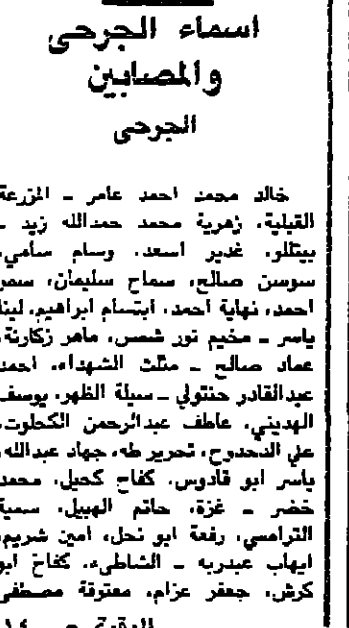 اسماء الجرحى
والمصابين
الجرحى
خالد محمد احمد عامر - المزرعة
القبلية، زهرية محمد حمدالله زيد -
بيتللو، غدير اسعد، وسام سامي،
سوسن صالح، سماح سليمان، سمر
احمد، نهاية احمد، ابتسام ابراهيم، لينا
ياسر - مخيم نور شمس، ماهر زكارنة،
عماد صالح - مثلث الشهداء، احمد
عبدالقادر حنتولي - سيلة الظهر، يوسف
الهديني، عاطف عبدالرحمن الكحلوت،
علي الدحدوح، تحرير طه، جهاد عبدالله،
ياسر ابو قادوس، كفاح كحيل، محمد
خضر - غزة، حاتم الهبيل، سمية
الترامسي، رفعة ابو نحل، امين شريم،
ايهاب عبدربه - الشاطىء، كفاح ابو
كرش، جعفر عزام، معتوقة مصطفى